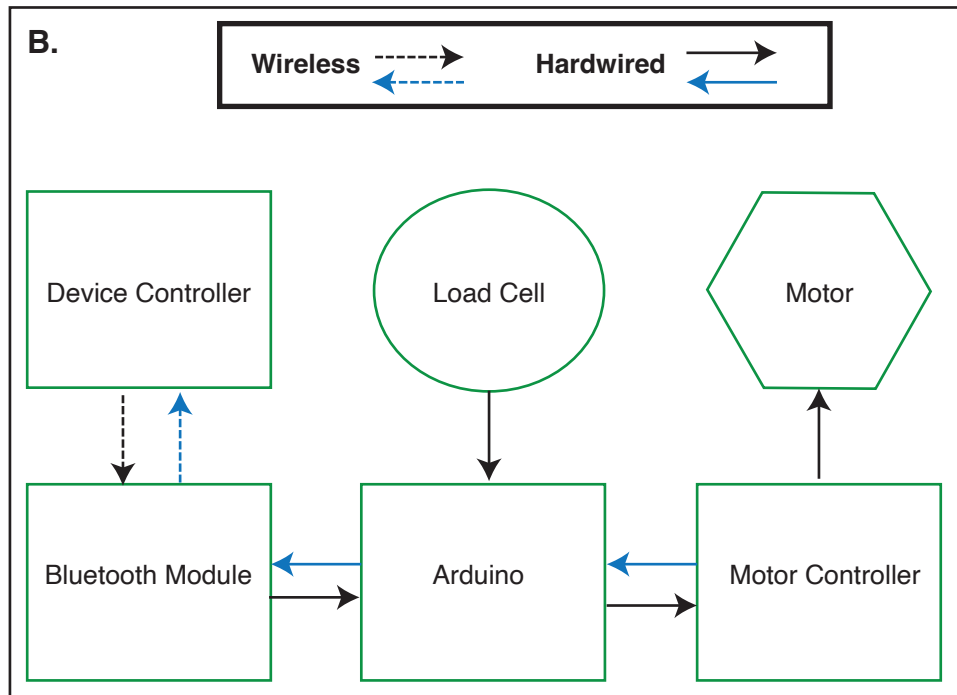 B.
Wireless
Hardwired
Device Controller
Load Cell
Motor
Bluetooth Module
Arduino
Motor Controller